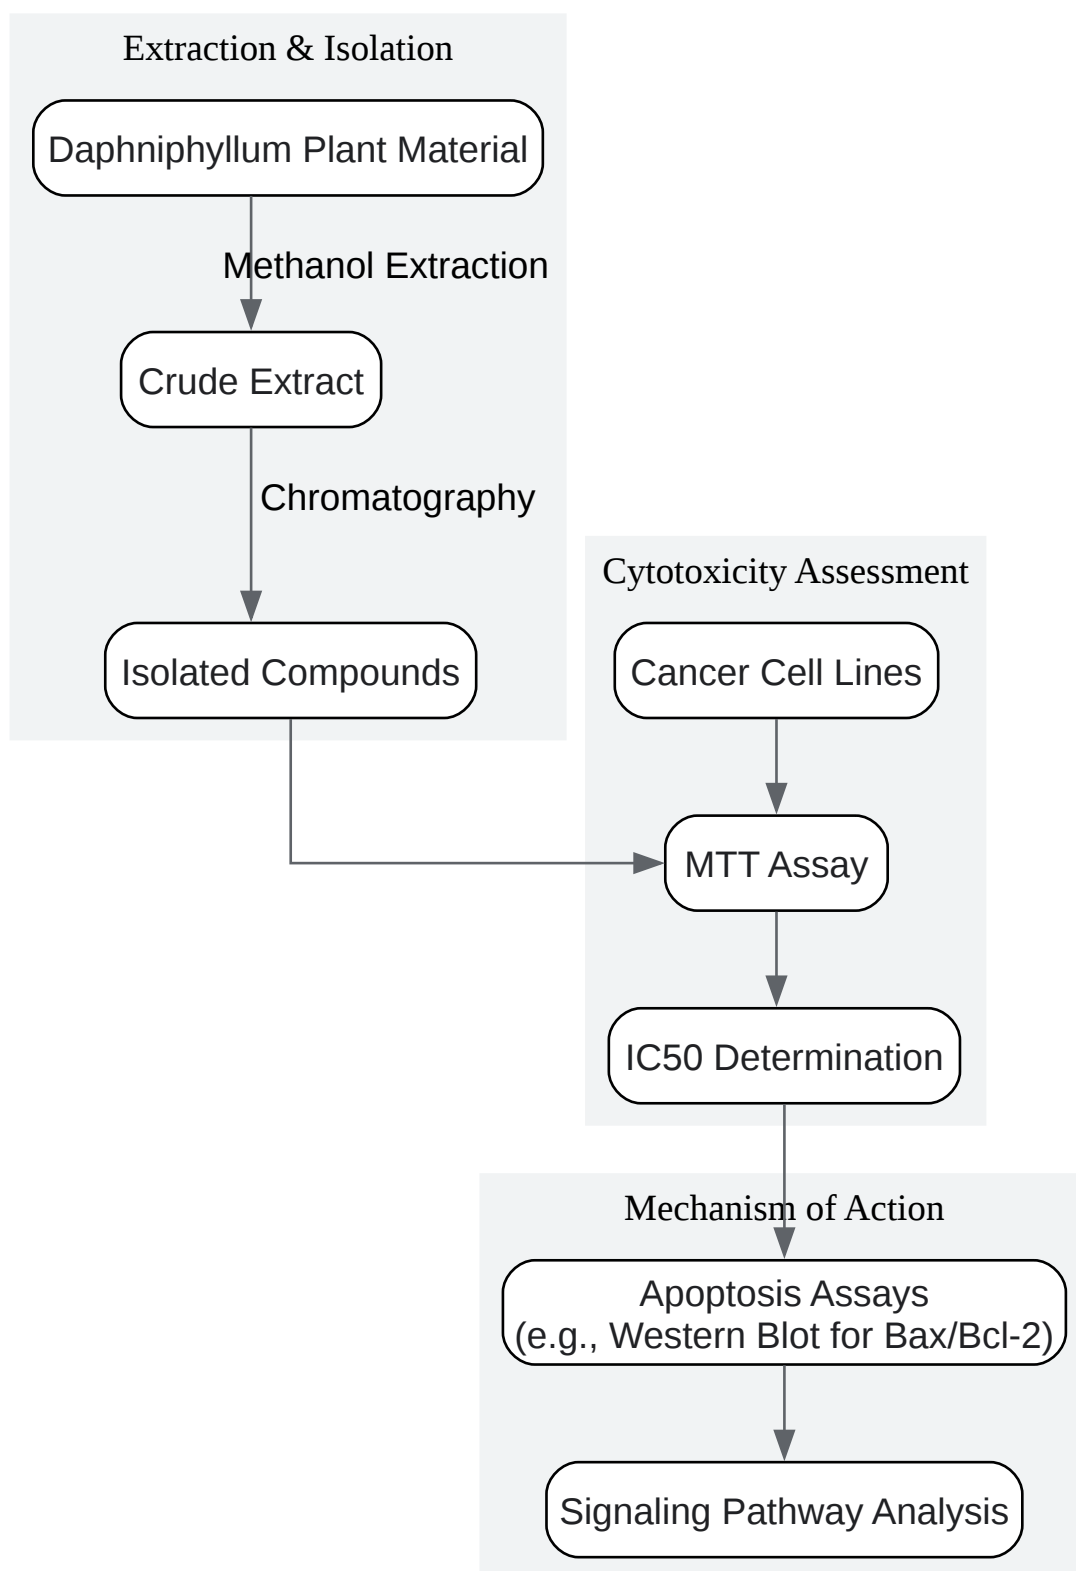 Extraction & Isolation
Daphniphyllum Plant Material
Methanol Extraction
Crude Extract
Chromatography
Isolated Compounds
Cytotoxicity Assessment
Cancer Cell Lines
MTT Assay
IC50 Determination
Mechanism of Action
Apoptosis Assays
(e.g., Western Blot for Bax/Bcl-2)
Signaling Pathway Analysis